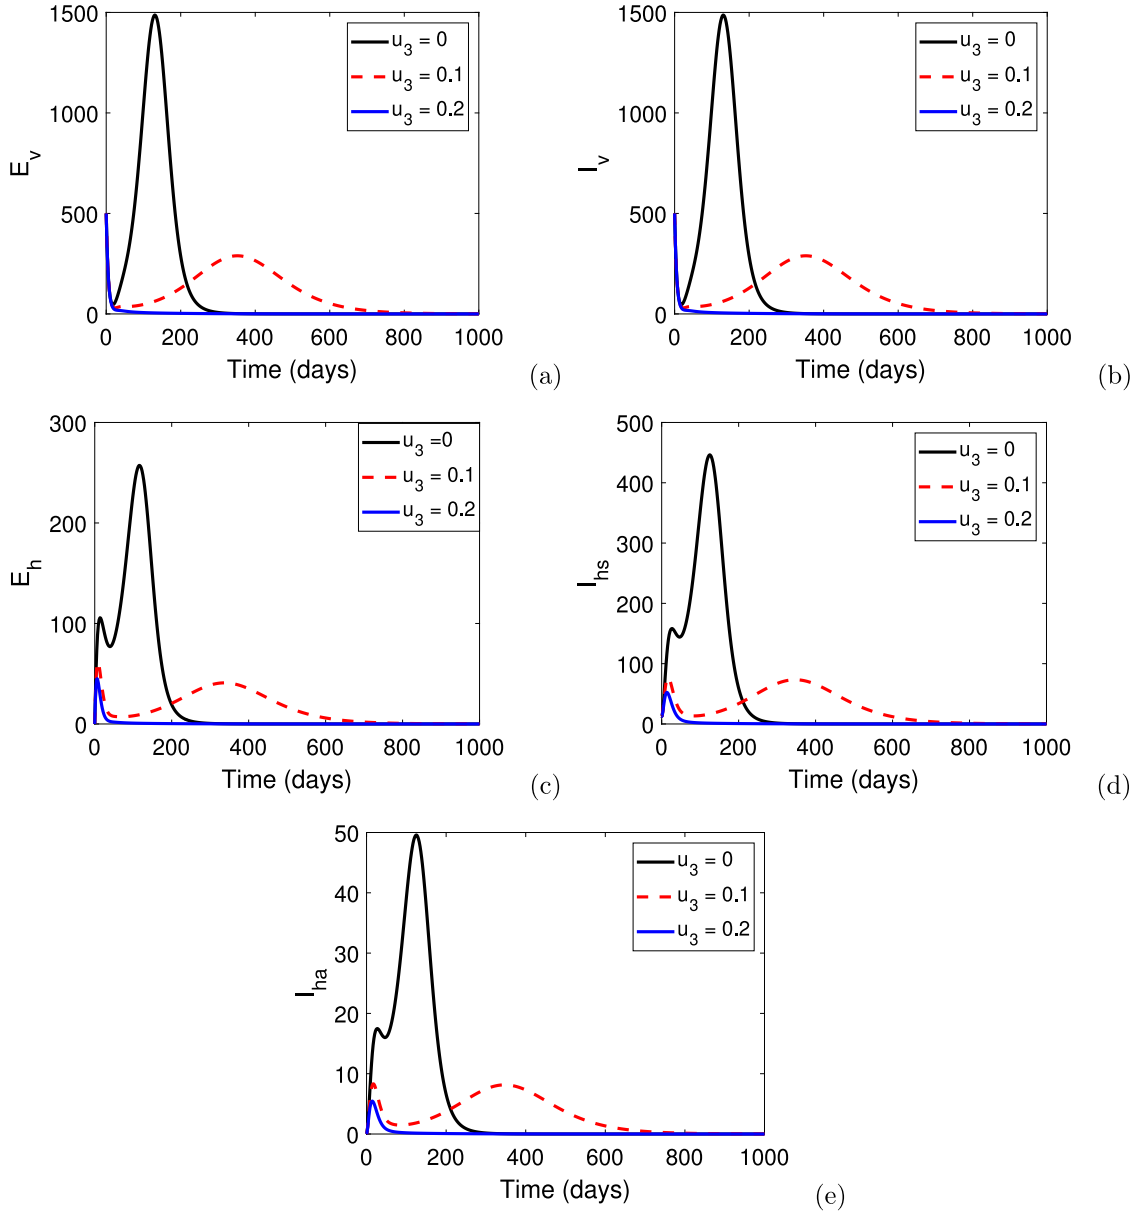 1500
1000
500
0
E_v
u_3 = 0
u_3 = 0.1
u_3 = 0.2
0 200 400 600 800 1000
Time (days)
(a)
1500
1000
500
0
I_v
u_3 = 0
u_3 = 0.1
u_3 = 0.2
0 200 400 600 800 1000
Time (days)
(b)
300
200
100
0
E_h
u_3 =0
u_3 = 0.1
u_3 = 0.2
0 200 400 600 800 1000
Time (days)
(c)
500
400
300
200
100
0
I_hs
u_3 = 0
u_3 = 0.1
u_3 = 0.2
0 200 400 600 800 1000
Time (days)
(d)
50
40
30
20
10
0
I_ha
u_3 = 0
u_3 = 0.1
u_3 = 0.2
0 200 400 600 800 1000
Time (days)
(e)